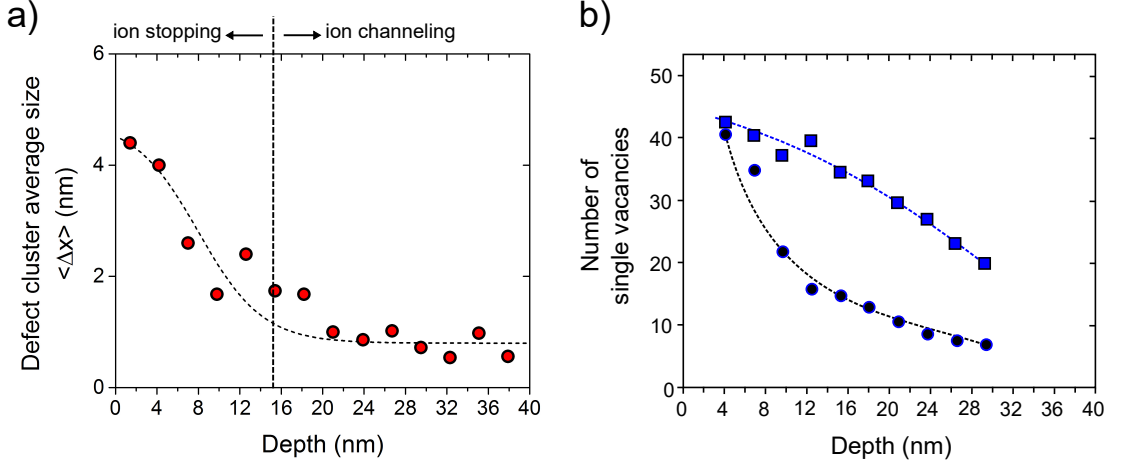 a)
ion stopping
ion channeling
Defect cluster average size
<Δx> (nm)
6
4
2
0
0 4 8 12 16 20 24 28 32 36 40
Depth (nm)
b)
Number of
single vacancies
50
40
30
20
10
0
0 4 8 12 16 20 24 28 32 36 40
Depth (nm)